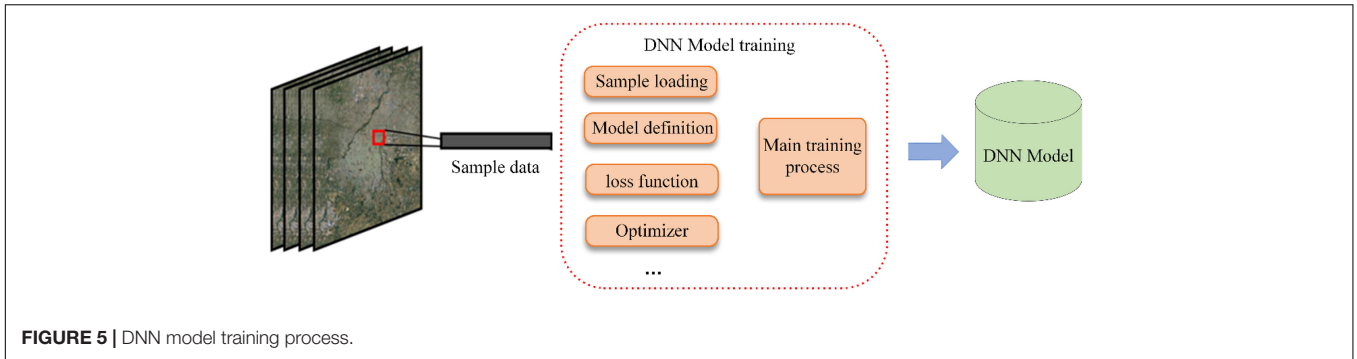 DNN Model training
Sample loading
Model definition
loss function
Optimizer
...
Main training
process
Sample data
DNN Model
FIGURE 5 | DNN model training process.